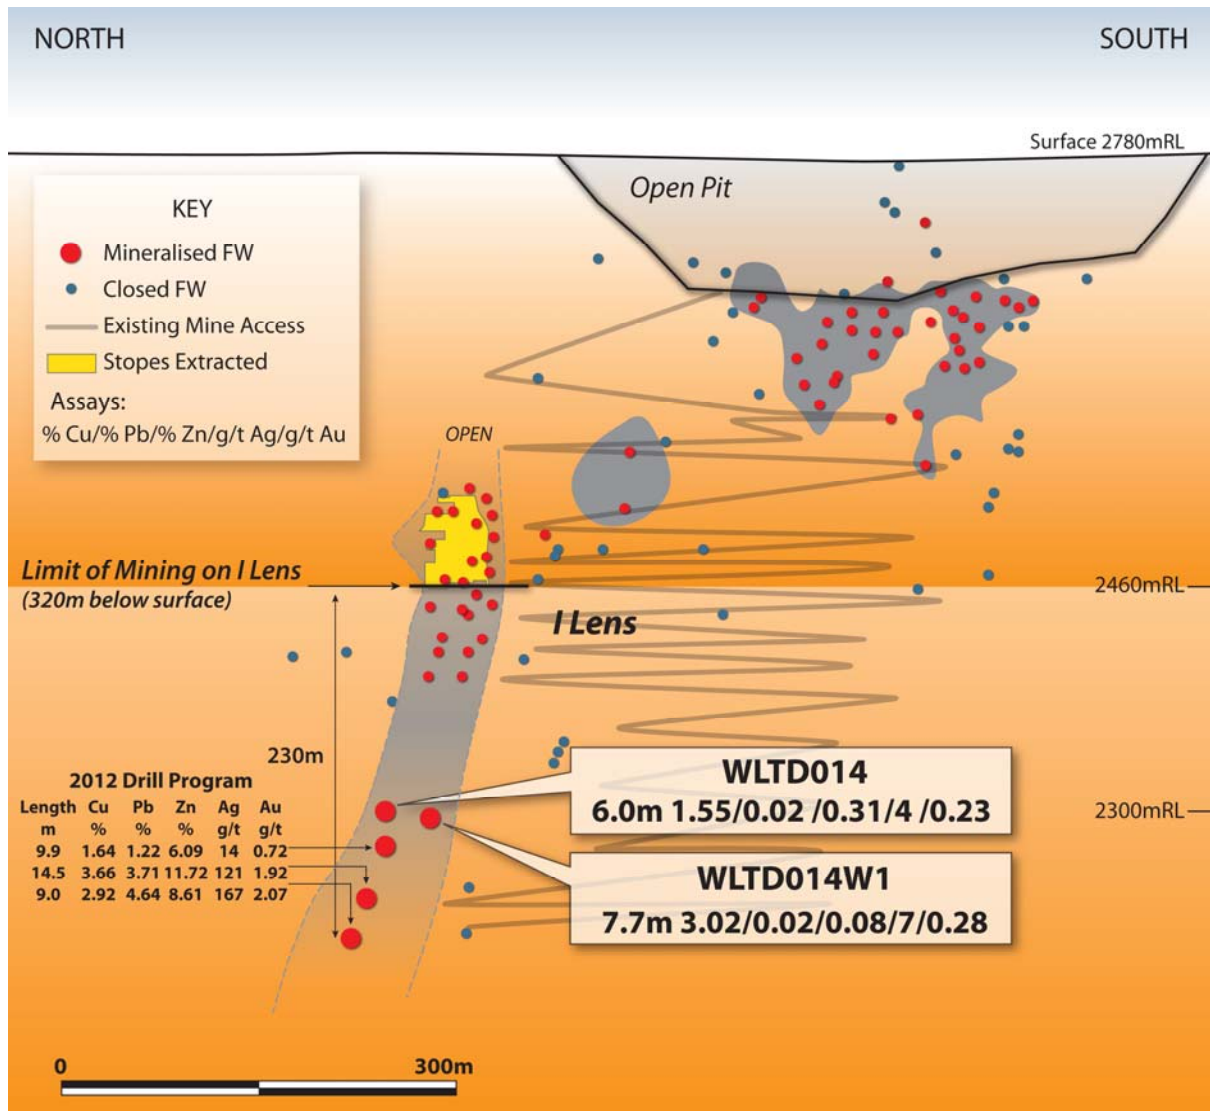 NORTH
SOUTH
Surface 2780mRL
Open Pit
KEY
Mineralised FW
Closed FW
Existing Mine Access
Stopes Extracted
Assays:
% Cu/% Pb/% Zn/g/t Ag/g/t Au
OPEN
Limit of Mining on I Lens
(320m below surface)
2460mRL
I Lens
230m
2012 Drill Program
Length Cu Pb Zn Ag Au
m % % % g/t g/t
9.9 1.64 1.22 6.09 14 0.72
14.5 3.66 3.71 11.72 121 1.92
9.0 2.92 4.64 8.61 167 2.07
WLTD014
6.0m 1.55/0.02 /0.31/4 /0.23
2300mRL
WLTD014W1
7.7m 3.02/0.02/0.08/7/0.28
0 300m